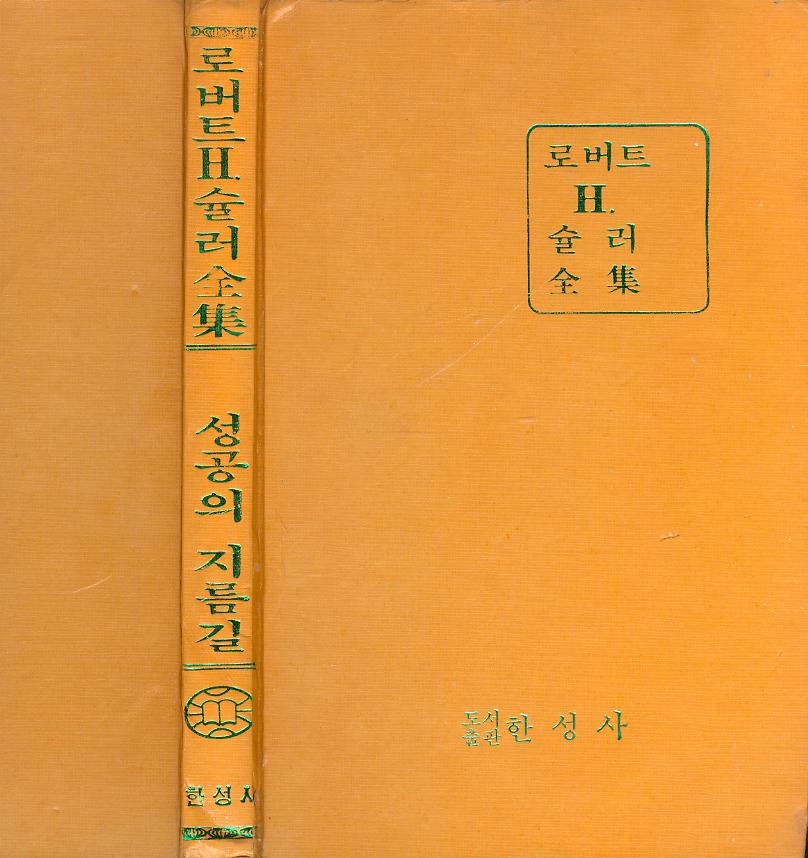 로버트H.슐러全集
성공의 지름길
한성사
로버트
H.
슐러
全集
도서
출판
한성사